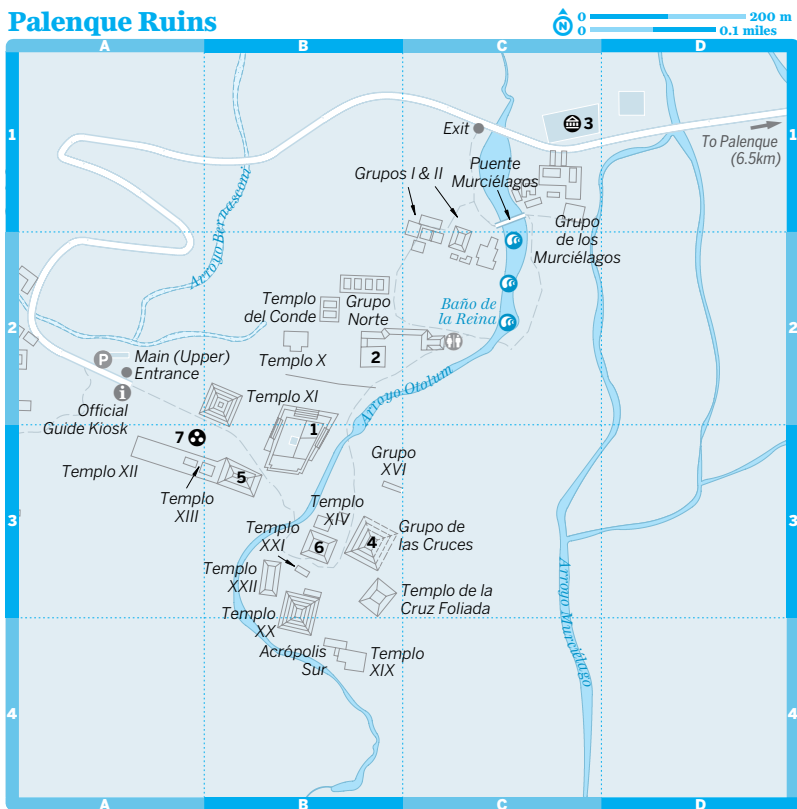 Palenque Ruins
N
0
200 m
0
0.1 miles
A
B
C
D
1
1
Exit
3
To Palenque
(6.5km)
Puente
Murciélagos
Grupos I & II
Grupo
de los
Murciélagos
Arroyo Bernasconi
2
2
Templo
del Conde
Grupo
Norte
Baño de
la Reina
Main (Upper)
Entrance
P
Templo X
2
i
Official
Guide Kiosk
Templo XI
Arroyo Otolum
7
1
Templo XII
5
Templo
XIII
Grupo
XVI
3
3
Templo
XIV
Templo
XXI
6
4
Grupo de
las Cruces
Templo
XXII
Templo de la
Cruz Foliada
Templo
XX
Arroyo Murciélago
Acrópolis
Sur
Templo
XIX
4
4
A
B
C
D